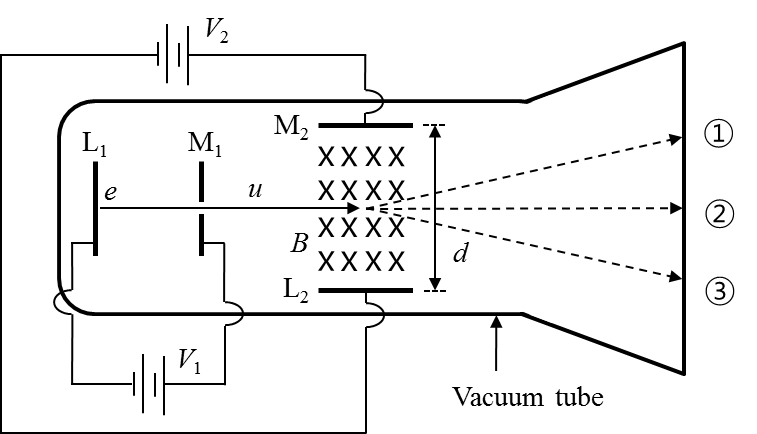 V₂
M₂
①
L₁
M₁
X X X X
e
u
X X X X
②
B
X X X X
d
X X X X
L₂
③
V₁
Vacuum tube